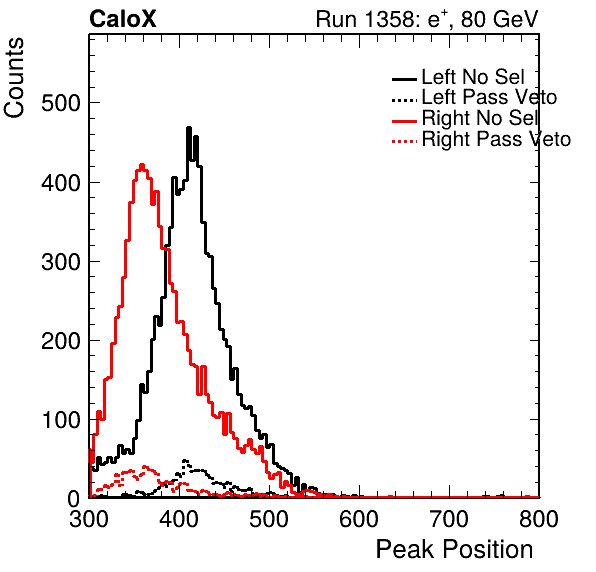 CaloX Run 1358: e⁺, 80 GeV
Counts
Left No Sel
Left Pass Veto
Right No Sel
Right Pass Veto
500
400
300
200
100
0
300 400 500 600 700 800
Peak Position